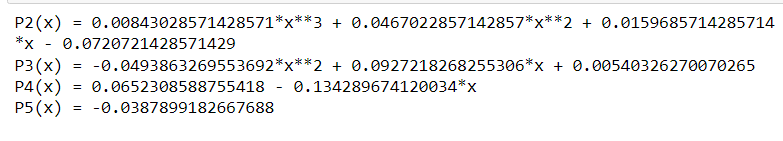 P2(x) = 0.00843028571428571*x**3 + 0.0467022857142857*x**2 + 0.0159685714285714
*x - 0.0720721428571429
P3(x) = -0.0493863269553692*x**2 + 0.0927218268255306*x + 0.00540326270070265
P4(x) = 0.0652308588755418 - 0.134289674120034*x
P5(x) = -0.0387899182667688